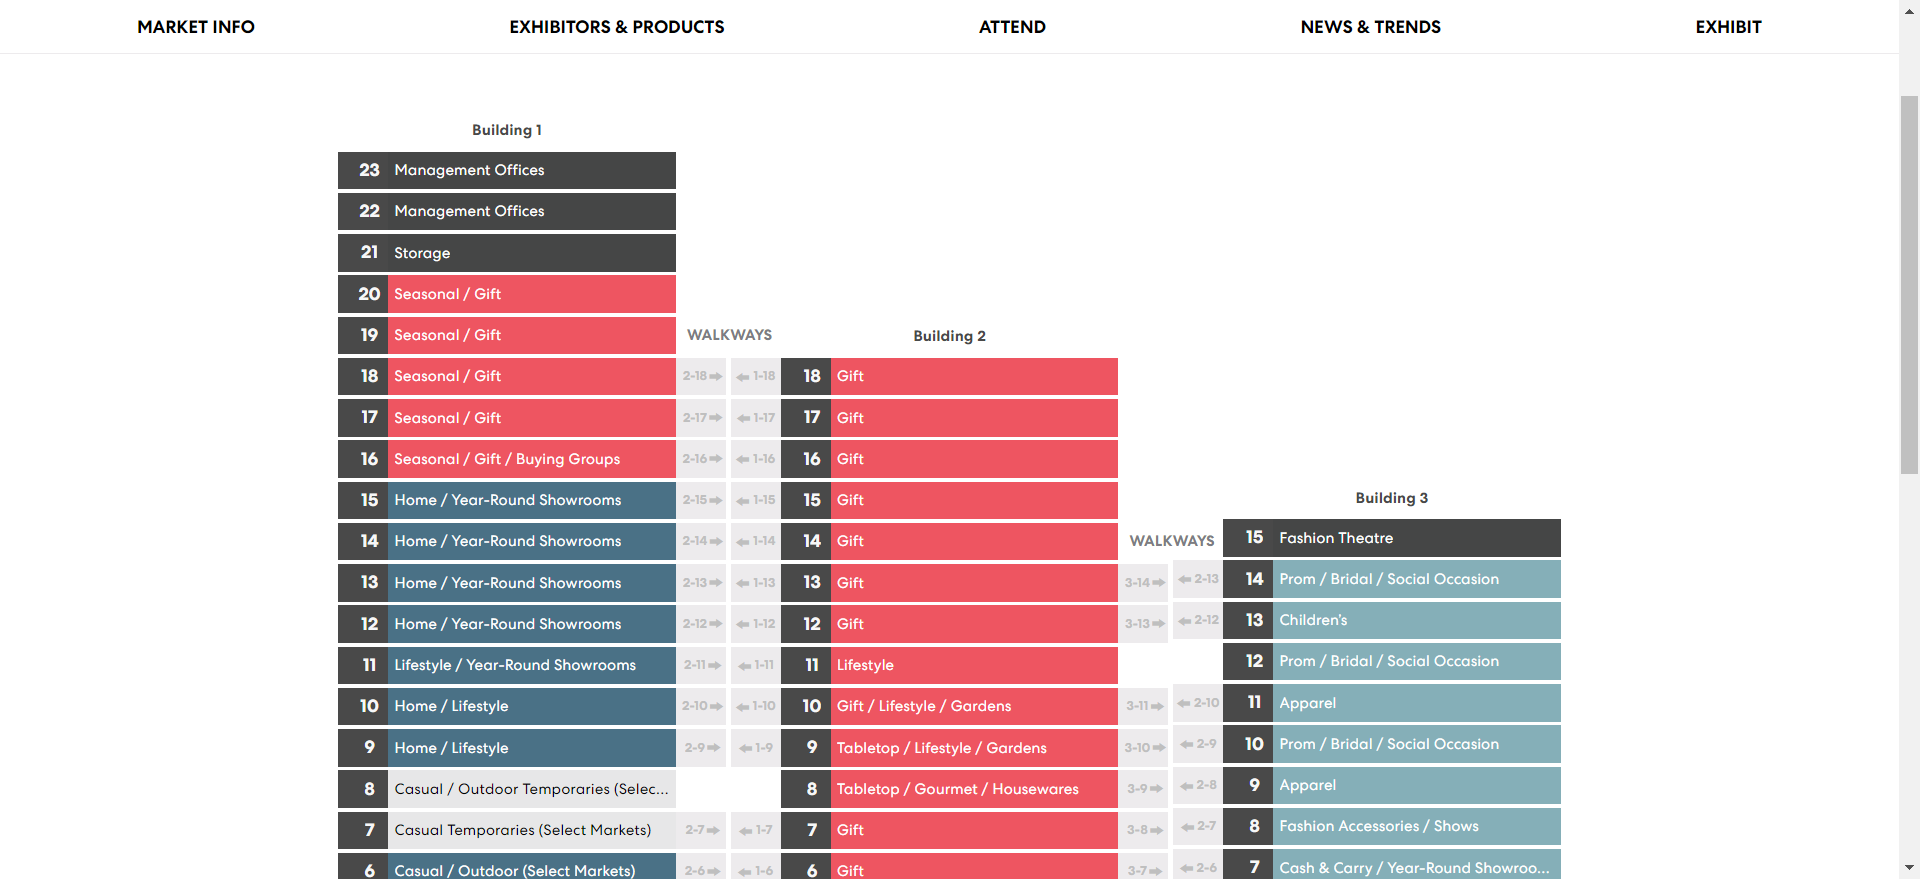 MARKET INFO
EXHIBITORS & PRODUCTS
ATTEND
NEWS & TRENDS
EXHIBIT
Building 1
23 Management Offices
22 Management Offices
21 Storage
20 Seasonal / Gift
19 Seasonal / Gift
18 Seasonal / Gift
17 Seasonal / Gift
16 Seasonal / Gift / Buying Groups
15 Home / Year-Round Showrooms
14 Home / Year-Round Showrooms
13 Home / Year-Round Showrooms
12 Home / Year-Round Showrooms
11 Lifestyle / Year-Round Showrooms
10 Home / Lifestyle
9 Home / Lifestyle
8 Casual / Outdoor Temporaries (Selec...
7 Casual Temporaries (Select Markets)
6 Casual / Outdoor (Select Markets)
WALKWAYS
2-18 1-18
2-17 1-17
2-16 1-16
2-15 1-15
2-14 1-14
2-13 1-13
2-12 1-12
2-11 1-11
2-10 1-10
2-9 1-9
2-7 1-7
2-6 1-6
Building 2
18 Gift
17 Gift
16 Gift
15 Gift
14 Gift
13 Gift
12 Gift
11 Lifestyle
10 Gift / Lifestyle / Gardens
9 Tabletop / Lifestyle / Gardens
8 Tabletop / Gourmet / Housewares
7 Gift
6 Gift
WALKWAYS
3-14 2-13
3-13 2-12
3-11 2-10
3-10 2-9
3-9 2-8
3-8 2-7
3-7 2-6
Building 3
15 Fashion Theatre
14 Prom / Bridal / Social Occasion
13 Children's
12 Prom / Bridal / Social Occasion
11 Apparel
10 Prom / Bridal / Social Occasion
9 Apparel
8 Fashion Accessories / Shows
7 Cash & Carry / Year-Round Showroo...